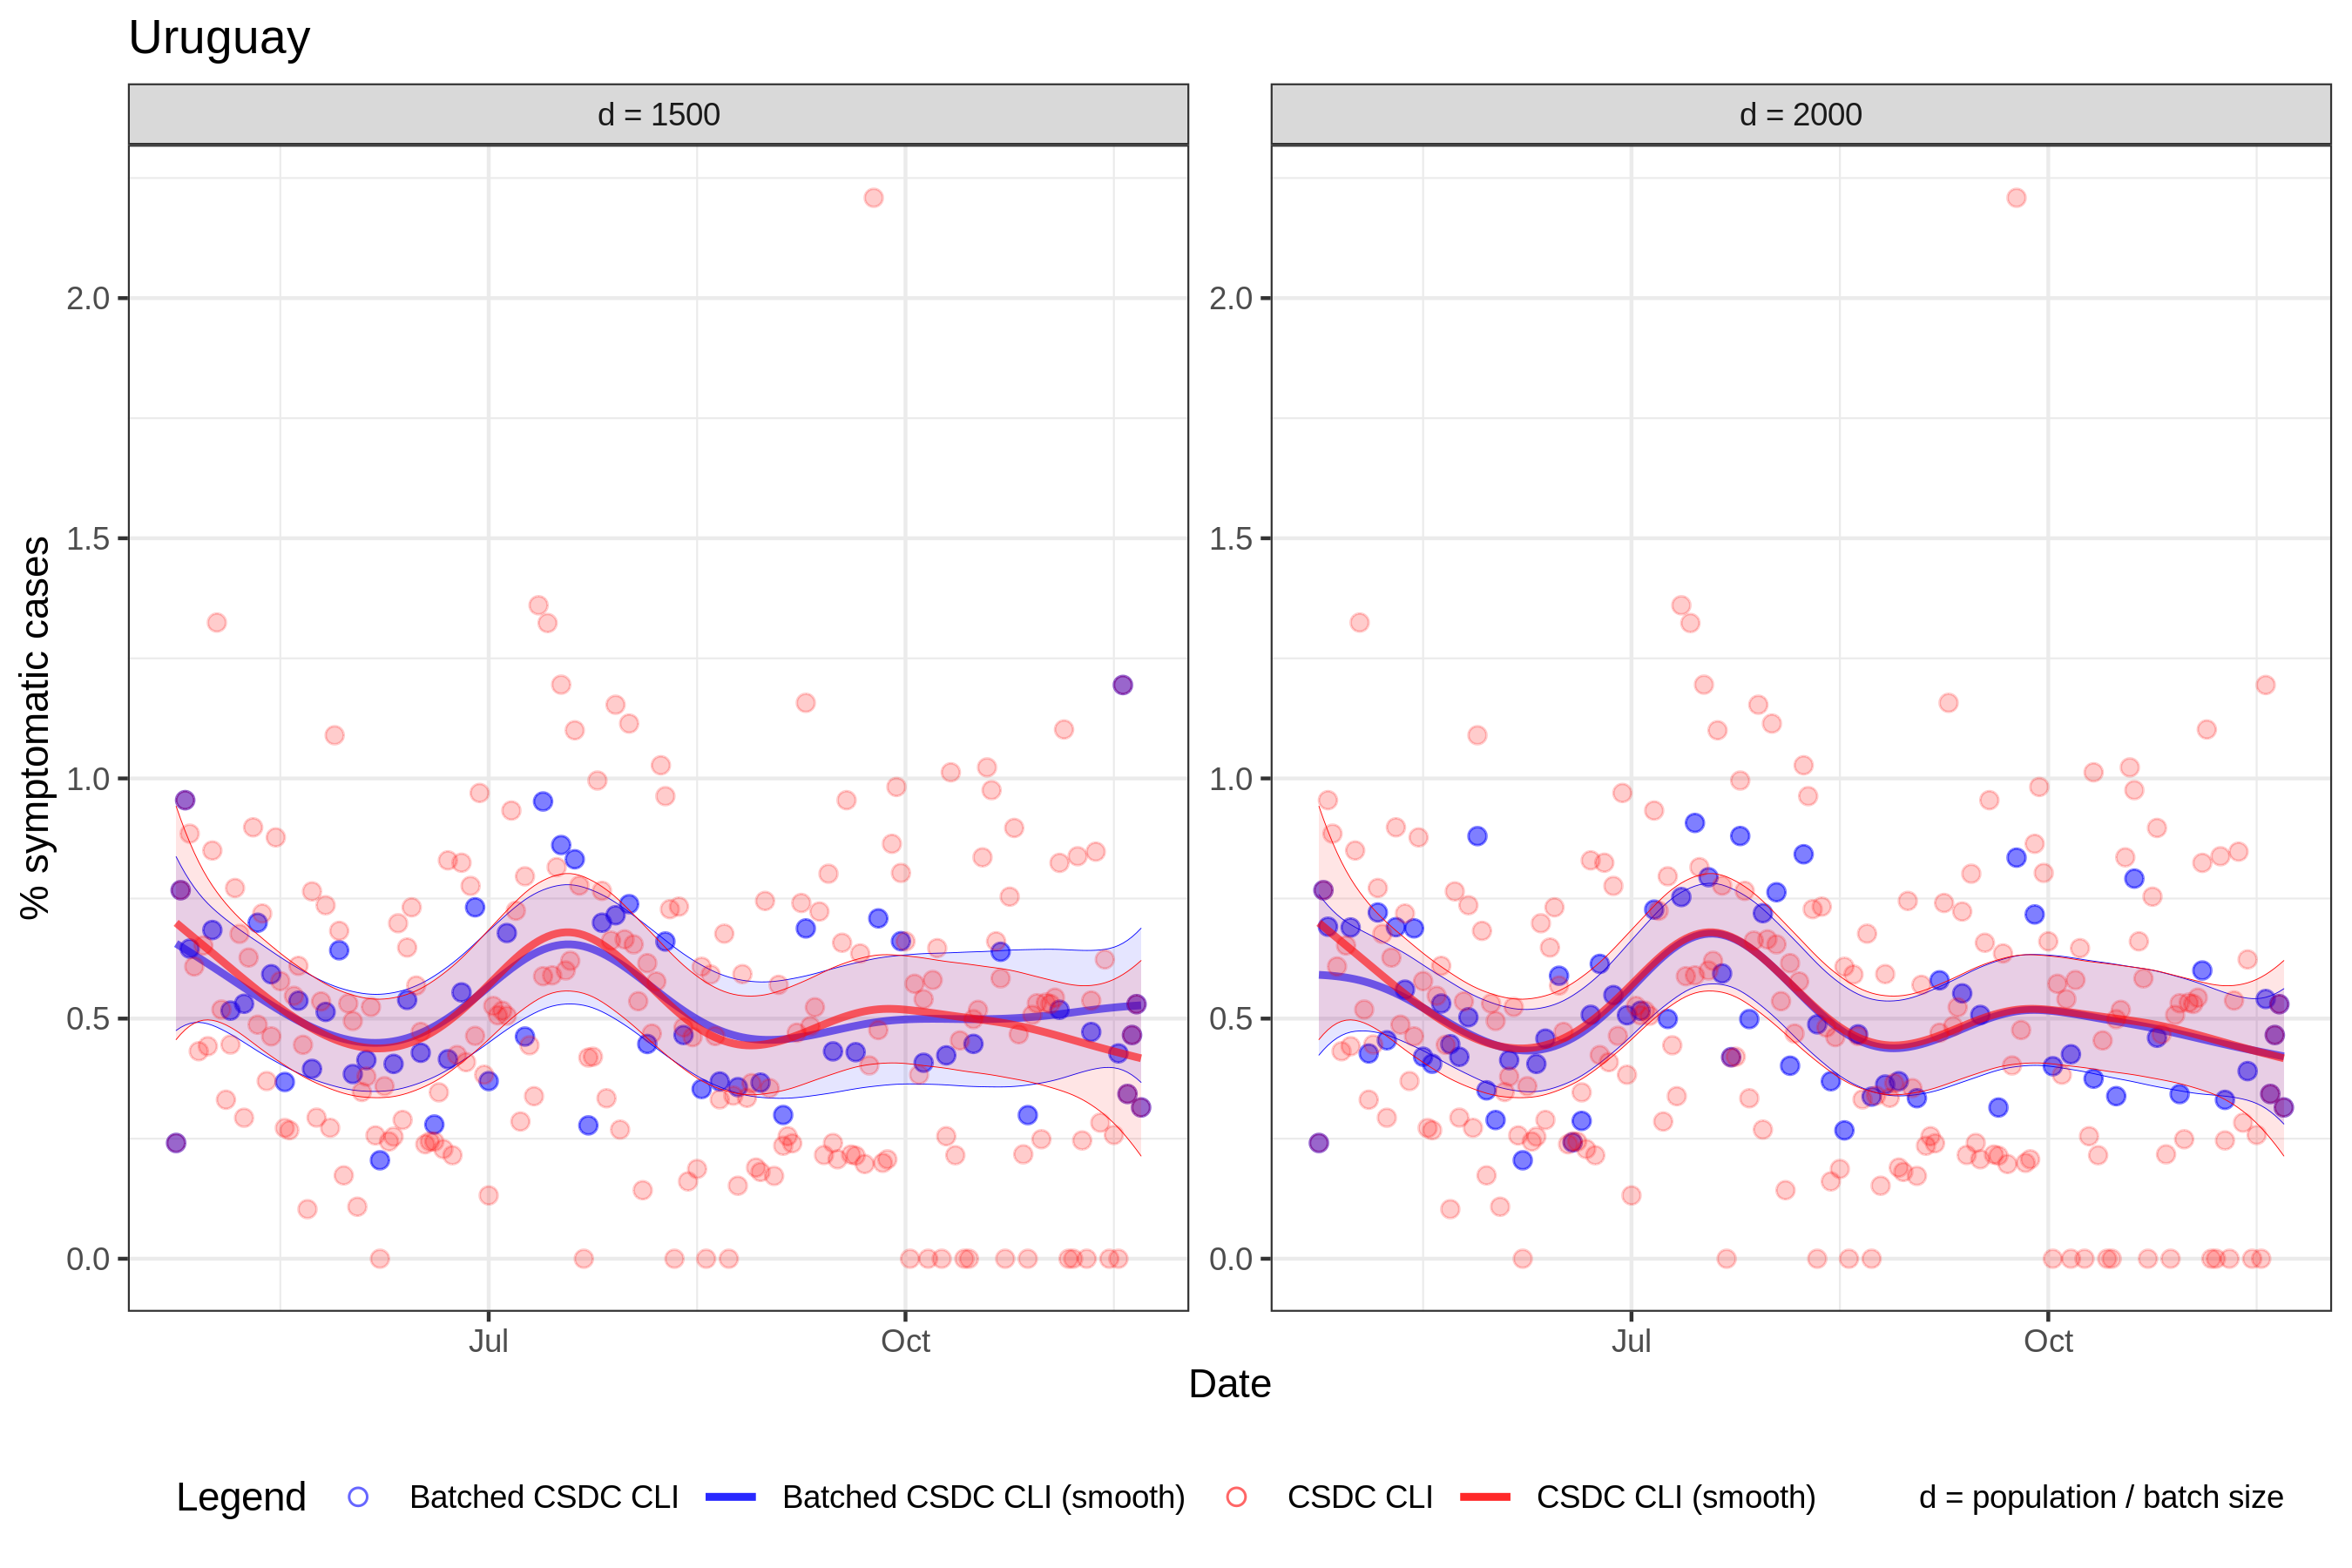 Uruguay
d = 1500
d = 2000
% symptomatic cases
2.0
1.5
1.0
0.5
0.0
2.0
1.5
1.0
0.5
0.0
Jul
Oct
Jul
Oct
Date
Legend
Batched CSDC CLI
Batched CSDC CLI (smooth)
CSDC CLI
CSDC CLI (smooth)
d = population / batch size